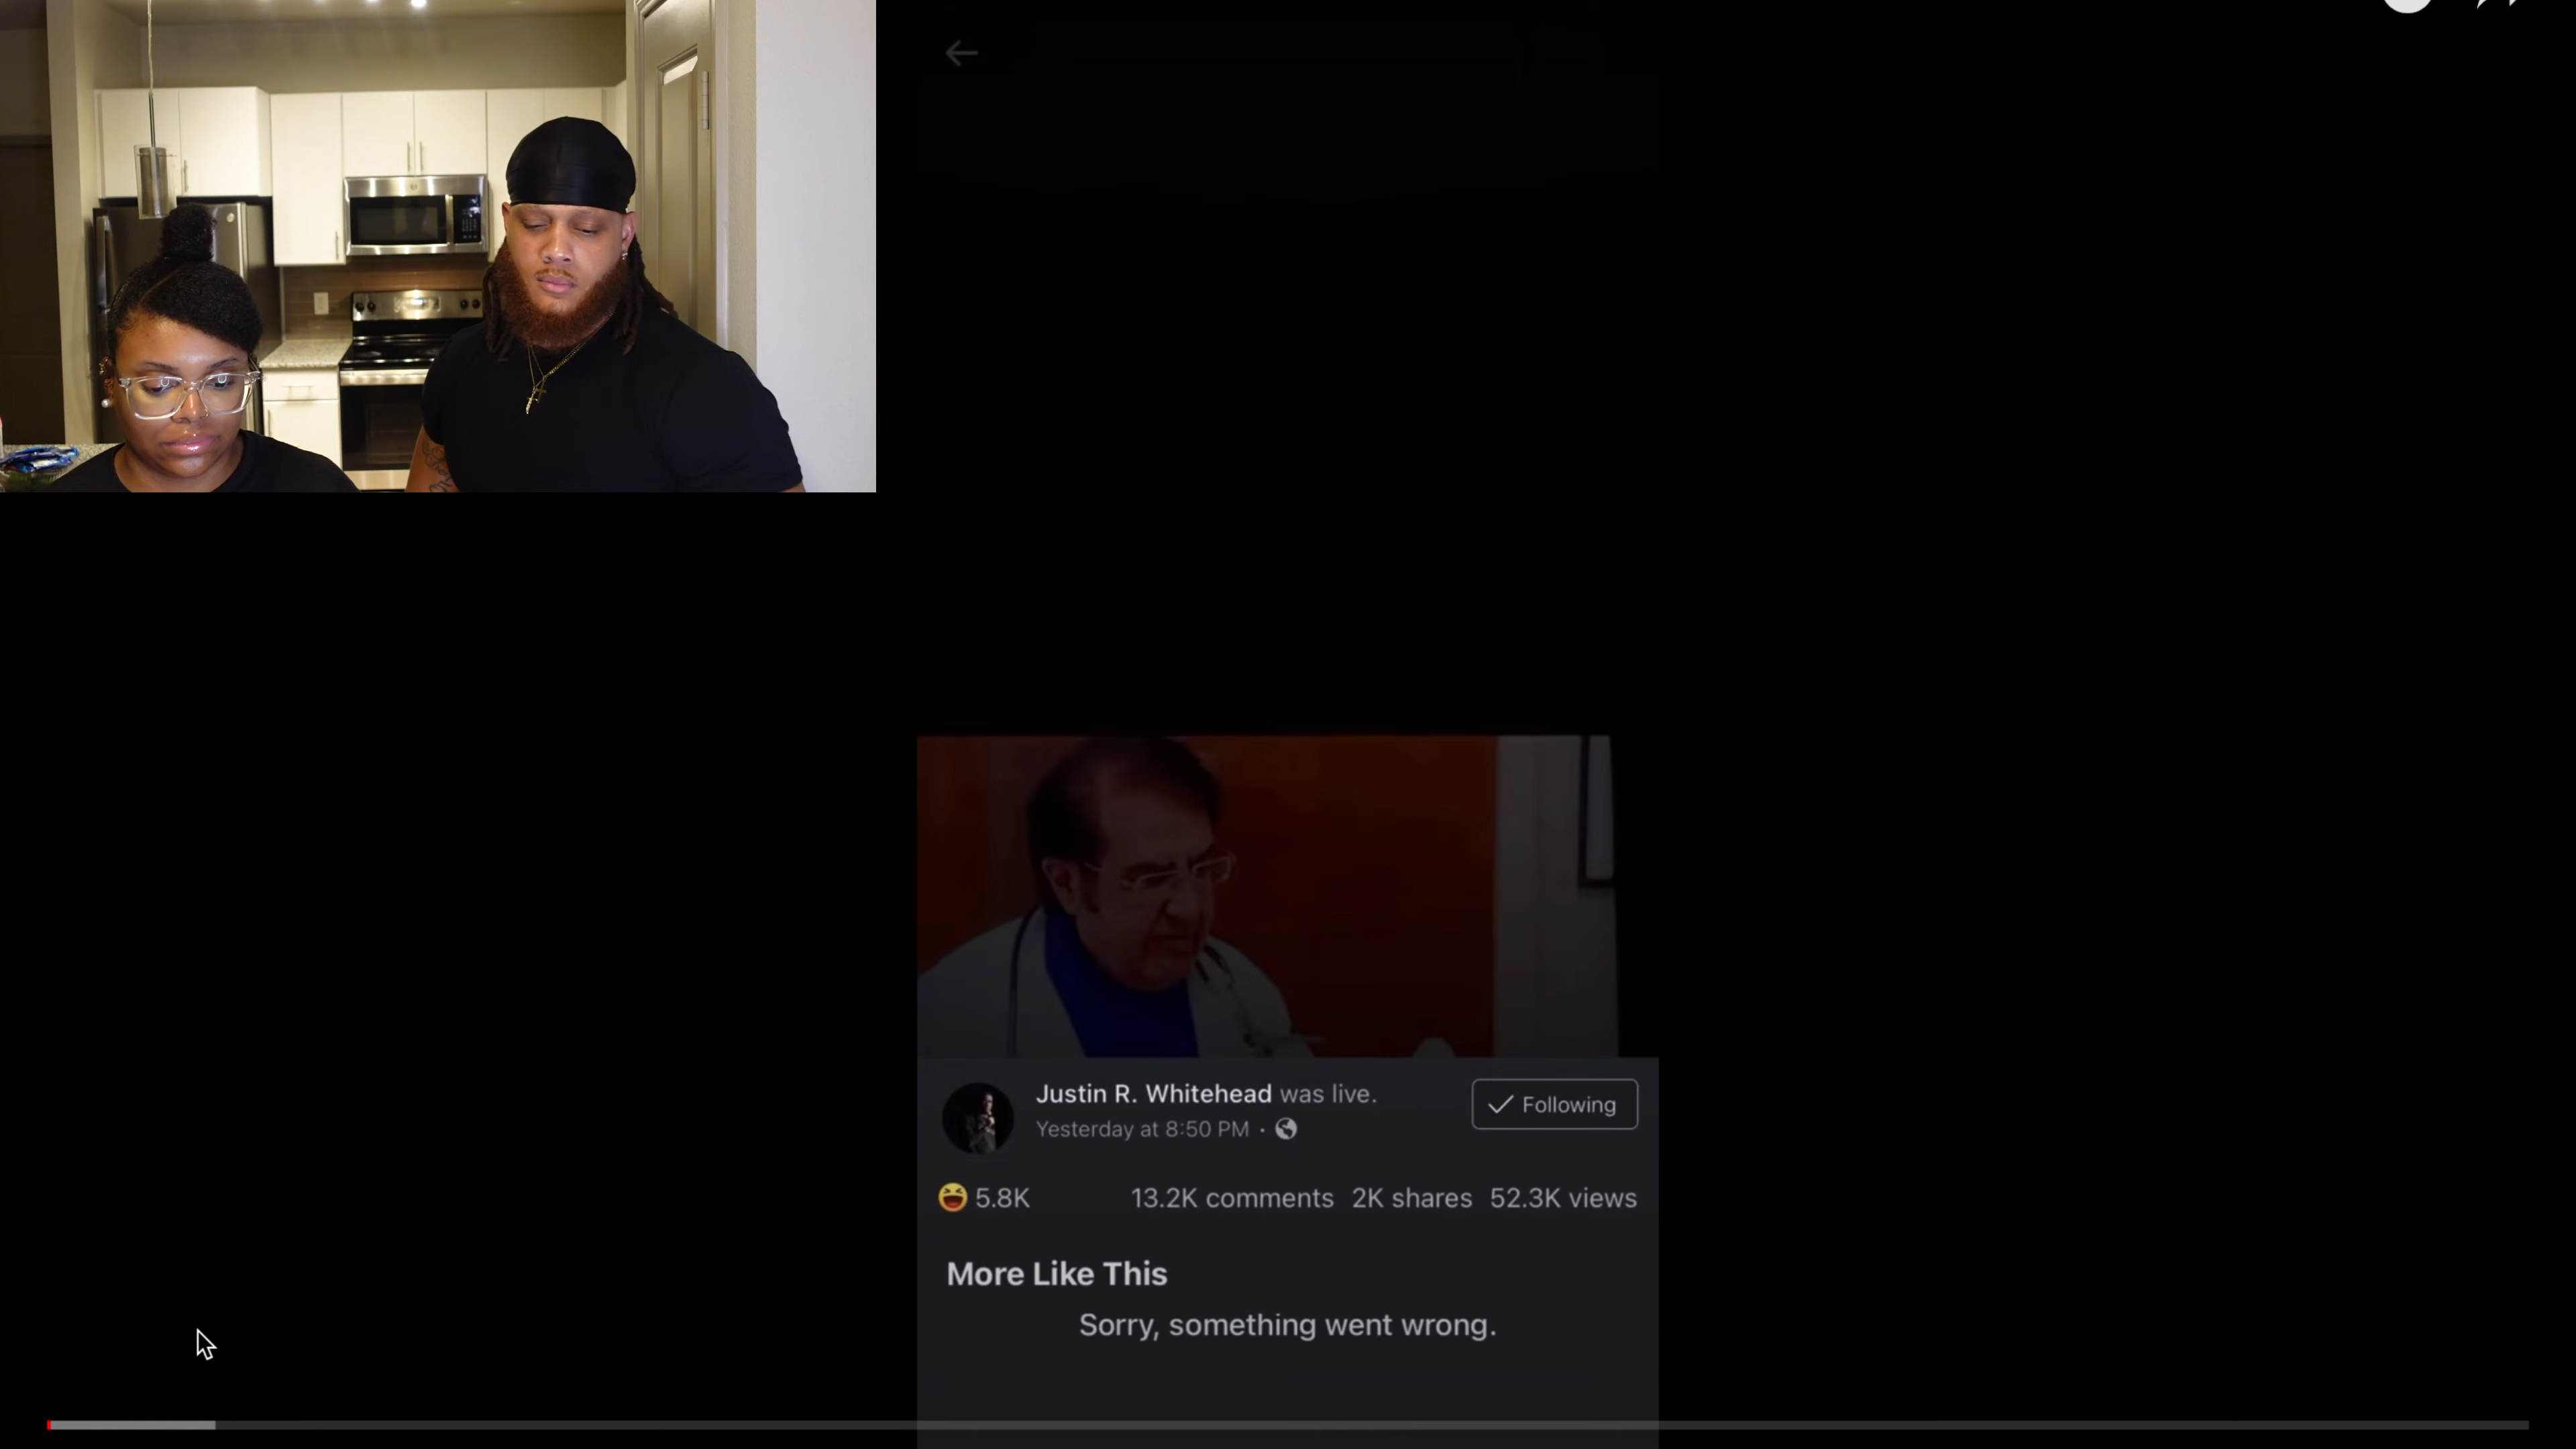 Justin R. Whitehead was live.
Following
Yesterday at 8:50 PM ·
5.8K 13.2K comments 2K shares 52.3K views
More Like This
Sorry, something went wrong.